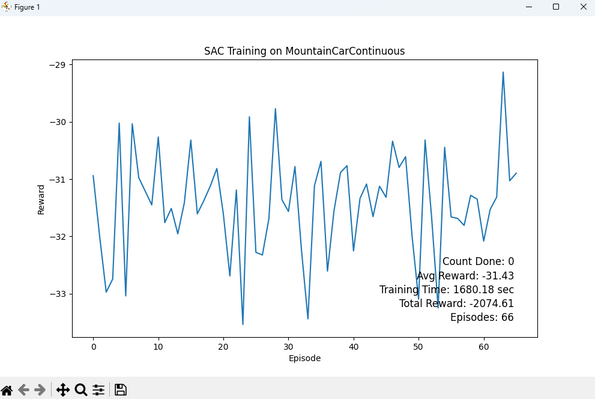 Figure 1
SAC Training on MountainCarContinuous
−29
−30
−31
−32
−33
Reward
Count Done: 0
Avg Reward: -31.43
Training Time: 1680.18 sec
Total Reward: -2074.61
Episodes: 66
0 10 20 30 40 50 60
Episode